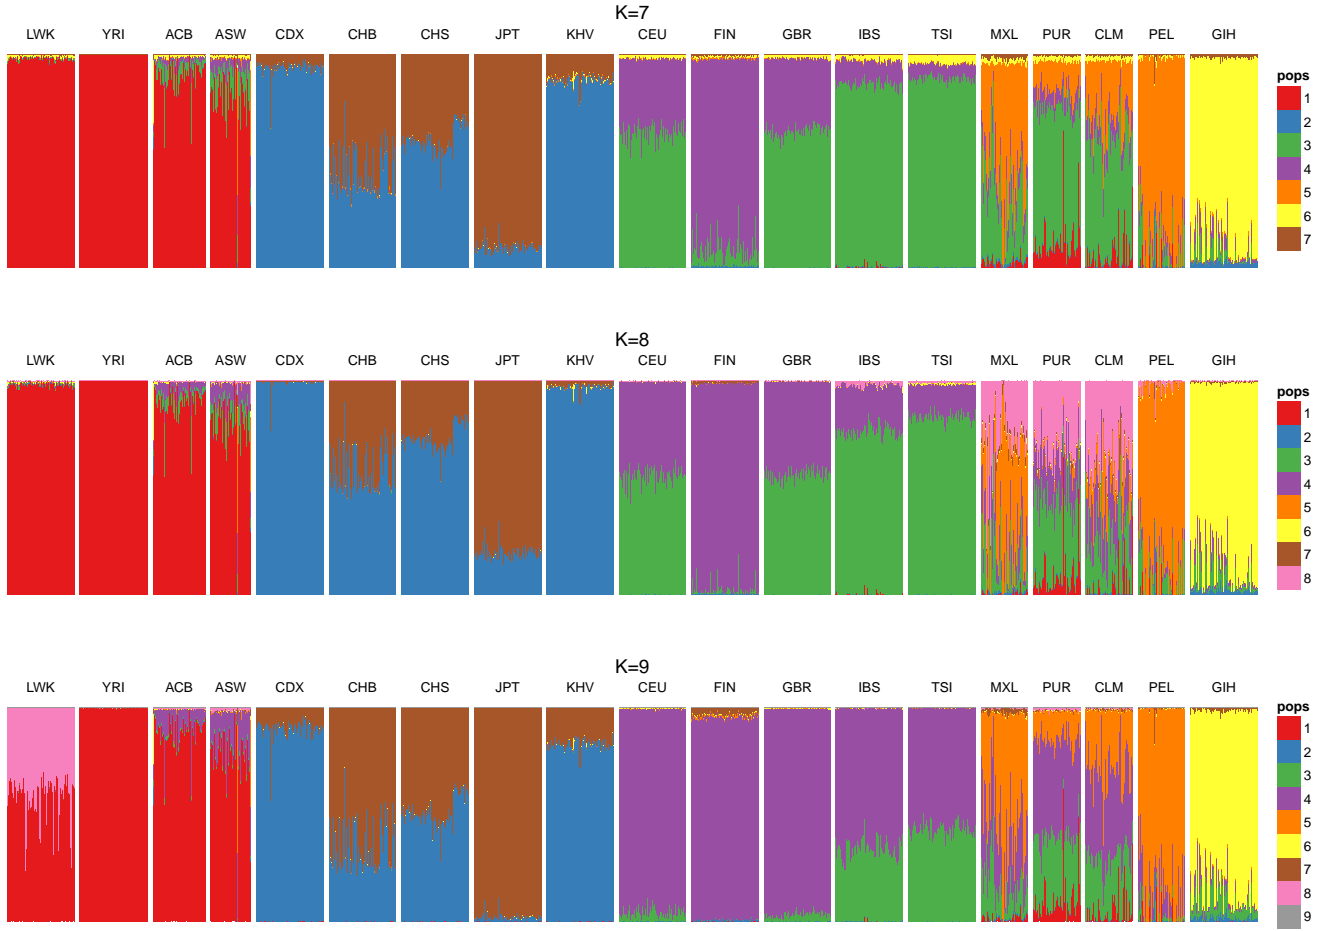 K=7
LWK YRI ACB ASW CDX CHB CHS JPT KHV CEU FIN GBR IBS TSI MXL PUR CLM PEL GIH
pops
1
2
3
4
5
6
7
K=8
LWK YRI ACB ASW CDX CHB CHS JPT KHV CEU FIN GBR IBS TSI MXL PUR CLM PEL GIH
pops
1
2
3
4
5
6
7
8
K=9
LWK YRI ACB ASW CDX CHB CHS JPT KHV CEU FIN GBR IBS TSI MXL PUR CLM PEL GIH
pops
1
2
3
4
5
6
7
8
9